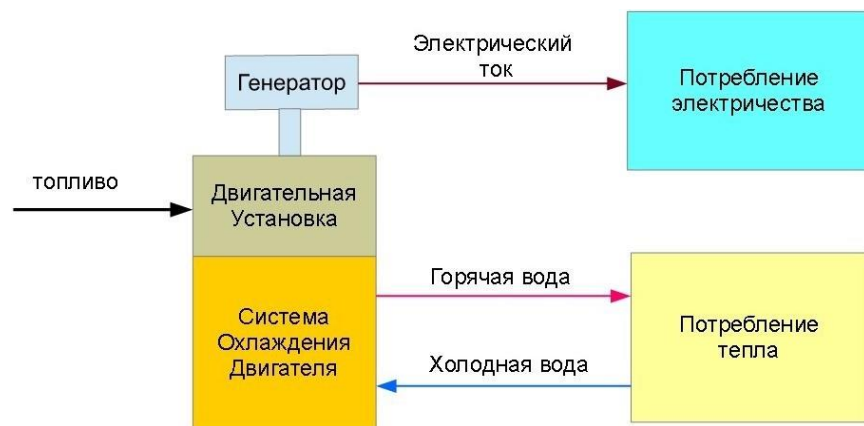 Электрический
ток
Генератор
Потребление
электричества
топливо
Двигательная
Установка
Горячая вода
Система
Охлаждения
Двигателя
Потребление
тепла
Холодная вода